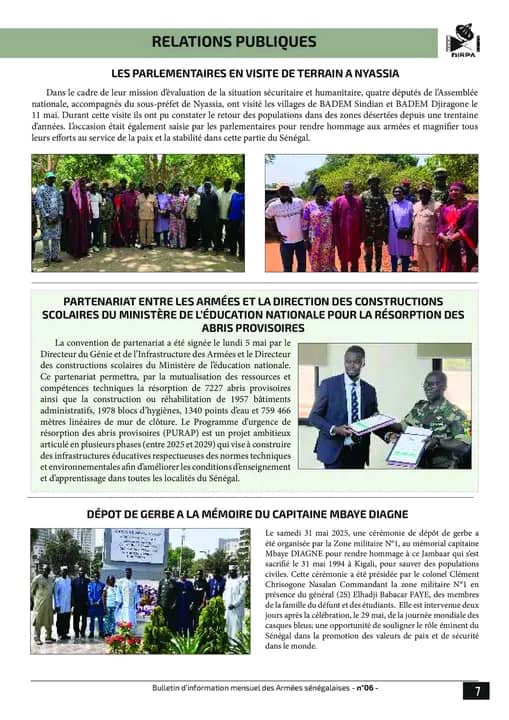 RELATIONS PUBLIQUES
DIRPA
LES PARLEMENTAIRES EN VISITE DE TERRAIN A NYASSIA
Dans le cadre de leur mission d'évaluation de la situation sécuritaire et humanitaire, quatre députés de l'Assemblée
nationale, accompagnés du sous-préfet de Nyassia, ont visité les villages de BADEM Sindian et BADEM Djiragone le
11 mai. Durant cette visite ils ont pu constater le retour des populations dans des zones désertées depuis une trentaine
d'années. L'occasion était également saisie par les parlementaires pour rendre hommage aux armées et magnifier tous
leurs efforts au service de la paix et la stabilité dans cette partie du Sénégal.
PARTENARIAT ENTRE LES ARMÉES ET LA DIRECTION DES CONSTRUCTIONS
SCOLAIRES DU MINISTÈRE DE L'ÉDUCATION NATIONALE POUR LA RÉSORPTION DES
ABRIS PROVISOIRES
La convention de partenariat a été signée le lundi 5 mai par le
Directeur du Génie et de l'Infrastructure des Armées et le Directeur
des constructions scolaires du Ministère de l'éducation nationale.
Ce partenariat permettra, par la mutualisation des ressources et
compétences techniques la résorption de 7227 abris provisoires
ainsi que la construction ou réhabilitation de 1957 bâtiments
administratifs, 1978 blocs d'hygiènes, 1340 points d'eau et 759 466
mètres linéaires de mur de clôture. Le Programme d'urgence de
résorption des abris provisoires (PURAP) est un projet ambitieux
articulé en plusieurs phases (entre 2025 et 2029) qui vise à construire
des infrastructures éducatives respectueuses des normes techniques
et environnementales afin d'améliorer les conditions d'enseignement
et d'apprentissage dans toutes les localités du Sénégal.
DÉPOT DE GERBE A LA MÉMOIRE DU CAPITAINE MBAYE DIAGNE
Le samedi 31 mai 2025, une cérémonie de dépôt de gerbe a
été organisée par la Zone militaire N°1, au mémorial capitaine
Mbaye DIAGNE pour rendre hommage à ce Jambaar qui s'est
sacrifié le 31 mai 1994 à Kigali, pour sauver des populations
civiles. Cette cérémonie a été présidée par le colonel Clément
Chrisogone Nasalan Commandant la zone militaire N°1 en
présence du général (2S) Elhadji Babacar FAYE, des membres
de la famille du défunt et des étudiants. Elle est intervenue deux
jours après la célébration, le 29 mai, de la journée mondiale des
casques bleus; une opportunité de souligner le rôle éminent du
Sénégal dans la promotion des valeurs de paix et de sécurité
dans le monde.
Bulletin d'information mensuel des Armées sénégalaises - n°06 -
7